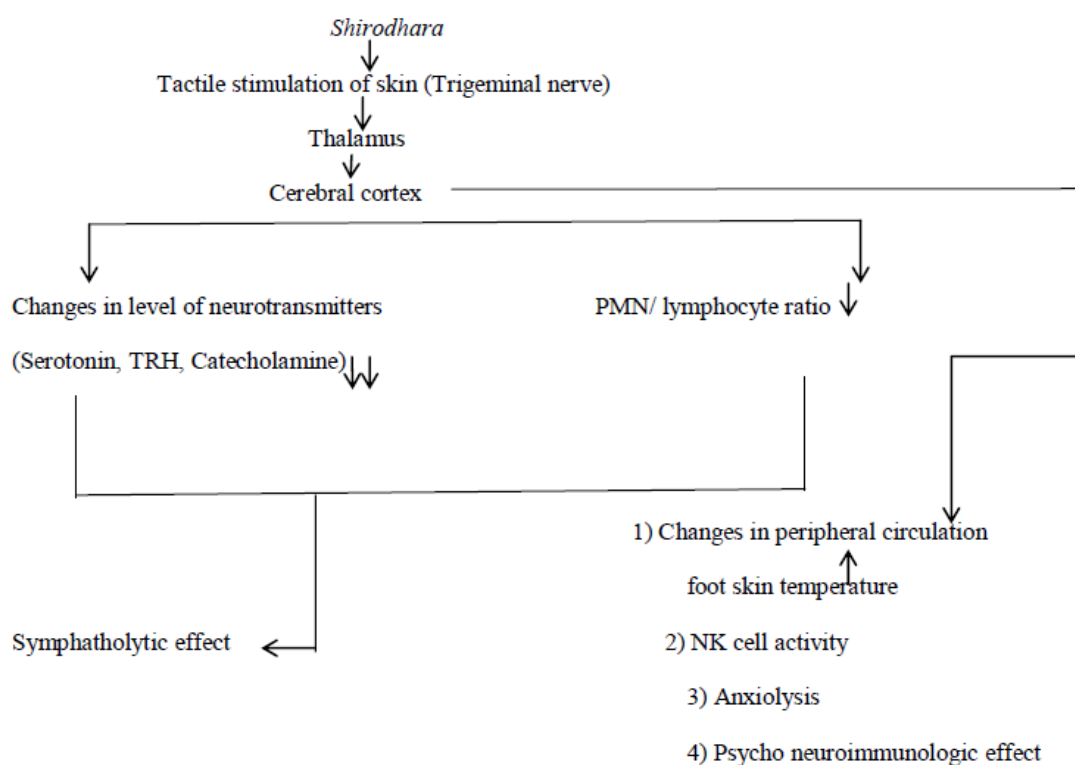 Shirodhara
Tactile stimulation of skin (Trigeminal nerve)
Thalamus
Cerebral cortex
Changes in level of neurotransmitters
(Serotonin, TRH, Catecholamine)
PMN/ lymphocyte ratio
1) Changes in peripheral circulation
foot skin temperature
Symphatholytic effect
2) NK cell activity
3) Anxiolysis
4) Psycho neuroimmunologic effect